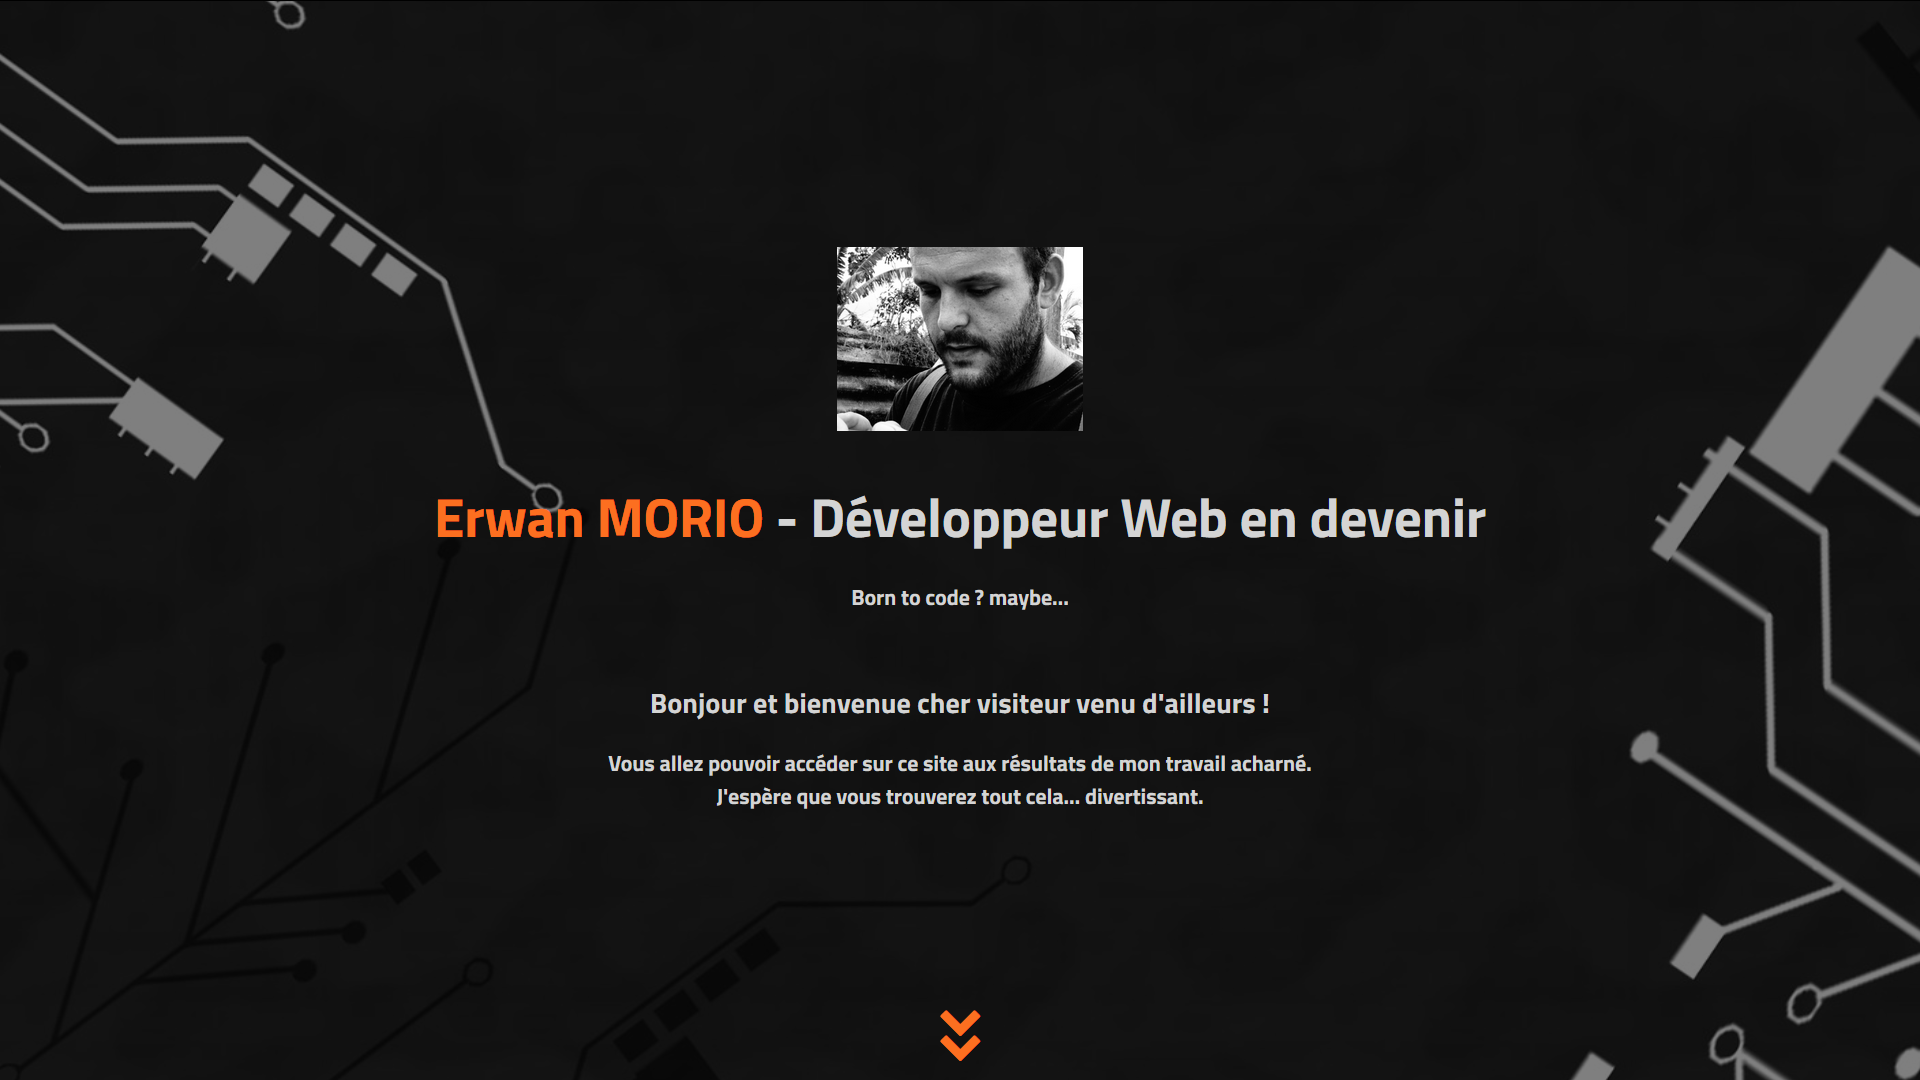 Erwan MORIO - Développeur Web en devenir
Born to code ? maybe...
Bonjour et bienvenue cher visiteur venu d'ailleurs !
Vous allez pouvoir accéder sur ce site aux résultats de mon travail acharné.
J'espère que vous trouverez tout cela... divertissant.